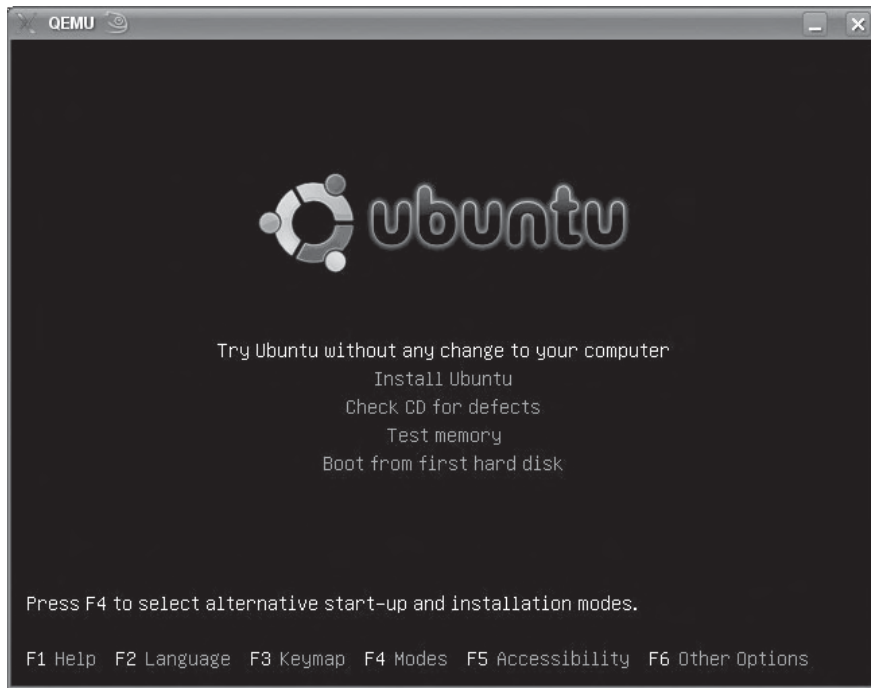 QEMU
ubuntu
Try Ubuntu without any change to your computer
Install Ubuntu
Check CD for defects
Test memory
Boot from first hard disk
Press F4 to select alternative start-up and installation modes.
F1 Help F2 Language F3 Keymap F4 Modes F5 Accessibility F6 Other Options